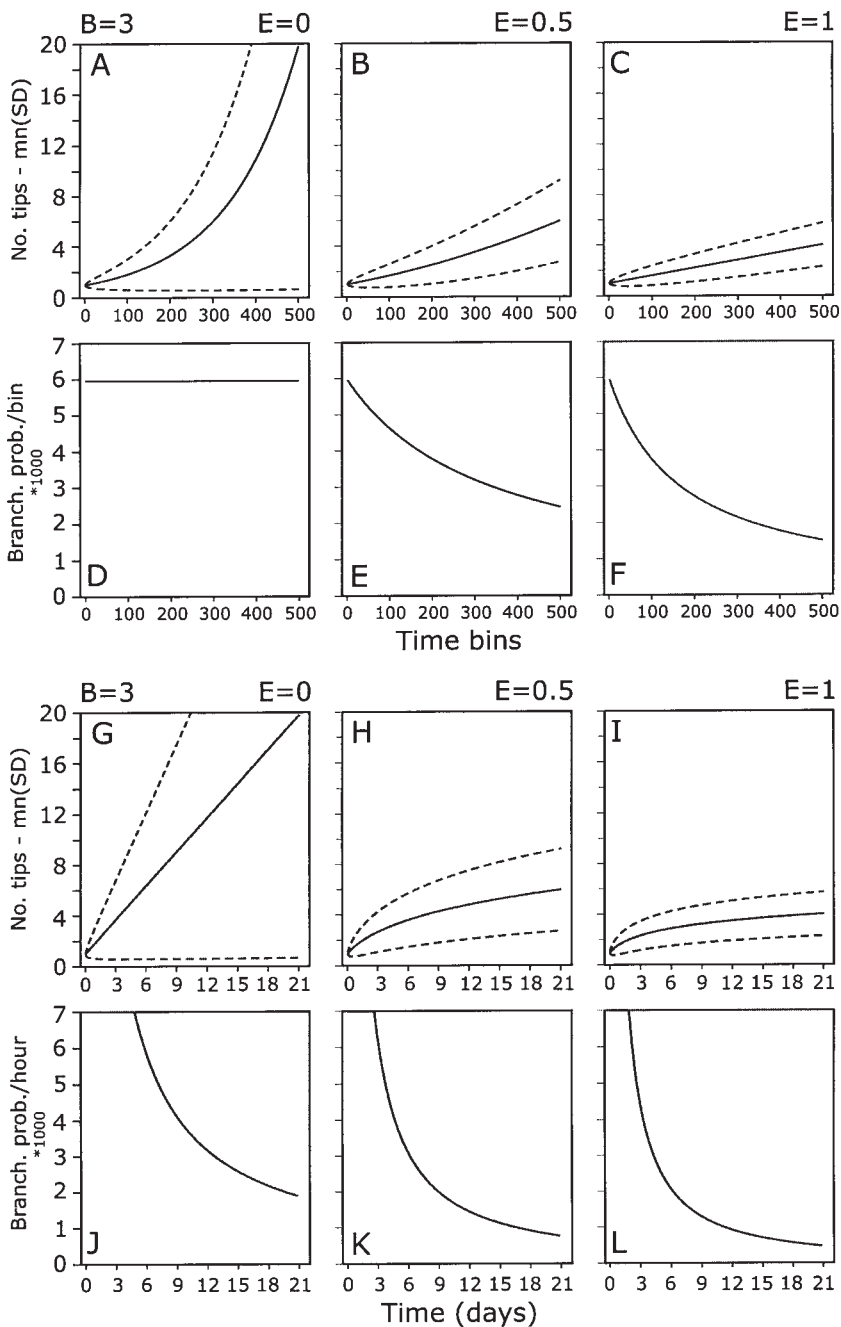 B=3 E=0 E=0.5 E=1
No. tips - mn(SD)
20
16
12
8
4
0
A
B
C
0 100 200 300 400 500
0 100 200 300 400 500
0 100 200 300 400 500
Branch. prob./bin
*1000
7
6
5
4
3
2
1
0
D
E
F
0 100 200 300 400 500
0 100 200 300 400 500
0 100 200 300 400 500
Time bins
B=3 E=0 E=0.5 E=1
No. tips - mn(SD)
20
16
12
8
4
0
G
H
I
0 3 6 9 12 15 18 21
0 3 6 9 12 15 18 21
0 3 6 9 12 15 18 21
Branch. prob./hour
*1000
7
6
5
4
3
2
1
0
J
K
L
0 3 6 9 12 15 18 21
0 3 6 9 12 15 18 21
0 3 6 9 12 15 18 21
Time (days)